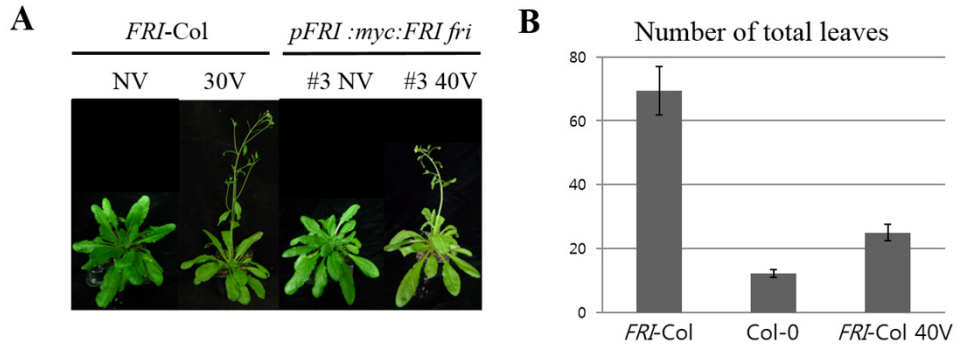 A
FRI-Col
pFRI :myc:FRI fri
NV
30V
#3 NV
#3 40V
B
Number of total leaves
80
60
40
20
0
FRI-Col
Col-0
FRI-Col 40V